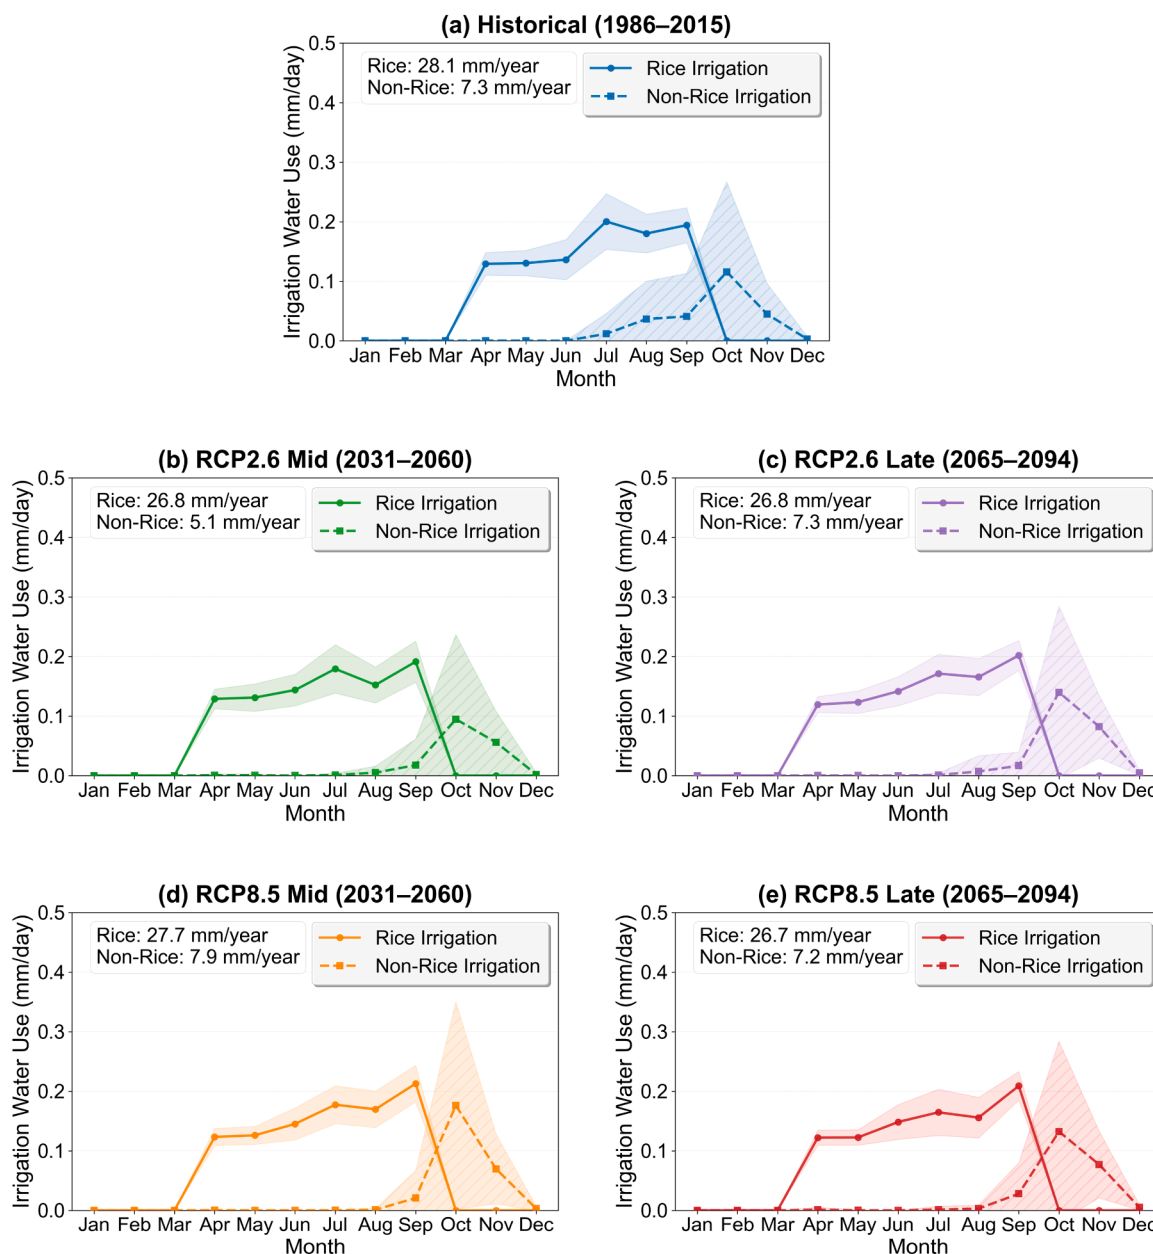 (a) Historical (1986–2015)
Irrigation Water Use (mm/day)
0.5
0.4
0.3
0.2
0.1
0.0
Rice: 28.1 mm/year
Non-Rice: 7.3 mm/year
Rice Irrigation
Non-Rice Irrigation
Jan Feb Mar Apr May Jun Jul Aug Sep Oct Nov Dec
Month
(b) RCP2.6 Mid (2031–2060)
Irrigation Water Use (mm/day)
0.5
0.4
0.3
0.2
0.1
0.0
Rice: 26.8 mm/year
Non-Rice: 5.1 mm/year
Rice Irrigation
Non-Rice Irrigation
Jan Feb Mar Apr May Jun Jul Aug Sep Oct Nov Dec
Month
(c) RCP2.6 Late (2065–2094)
Irrigation Water Use (mm/day)
0.5
0.4
0.3
0.2
0.1
0.0
Rice: 26.8 mm/year
Non-Rice: 7.3 mm/year
Rice Irrigation
Non-Rice Irrigation
Jan Feb Mar Apr May Jun Jul Aug Sep Oct Nov Dec
Month
(d) RCP8.5 Mid (2031–2060)
Irrigation Water Use (mm/day)
0.5
0.4
0.3
0.2
0.1
0.0
Rice: 27.7 mm/year
Non-Rice: 7.9 mm/year
Rice Irrigation
Non-Rice Irrigation
Jan Feb Mar Apr May Jun Jul Aug Sep Oct Nov Dec
Month
(e) RCP8.5 Late (2065–2094)
Irrigation Water Use (mm/day)
0.5
0.4
0.3
0.2
0.1
0.0
Rice: 26.7 mm/year
Non-Rice: 7.2 mm/year
Rice Irrigation
Non-Rice Irrigation
Jan Feb Mar Apr May Jun Jul Aug Sep Oct Nov Dec
Month